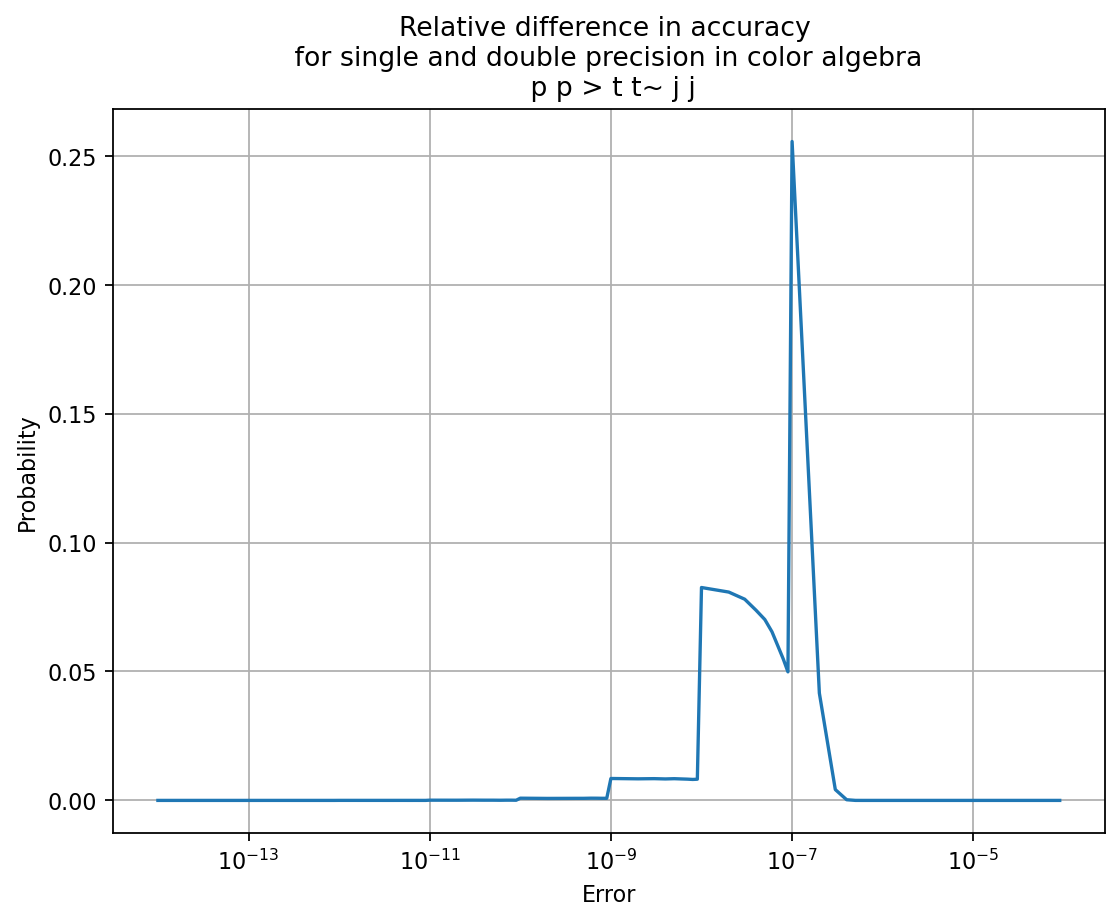 Relative difference in accuracy
for single and double precision in color algebra
p p > t t~ j j
0.25
0.20
0.15
0.10
0.05
0.00
Probability
10⁻¹³ 10⁻¹¹ 10⁻⁹ 10⁻⁷ 10⁻⁵
Error